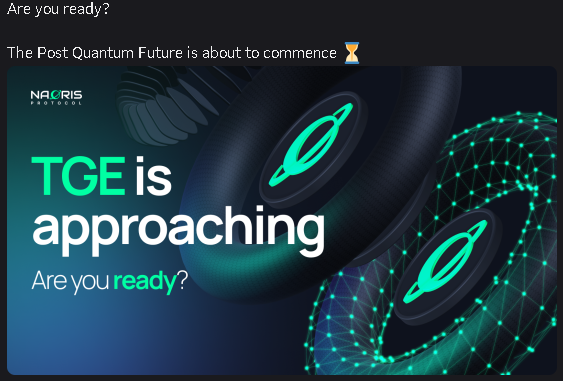 Are you ready?
The Post Quantum Future is about to commence ⏳
NAORIS
PROTOCOL
TGE is
approaching
Are you ready?